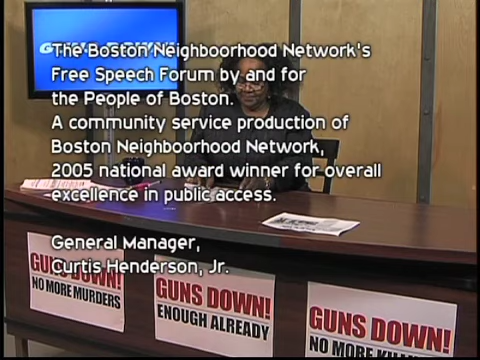 The Boston Neighboorhood Network's
Free Speech Forum by and for
the People of Boston.
A community service production of
Boston Neighboorhood Network,
2005 national award winner for overall
excellence in public access.
General Manager,
Curtis Henderson, Jr.
GUNS DOWN!
NO MORE MURDERS
GUNS DOWN!
ENOUGH ALREADY
GUNS DOWN!
NO MORE